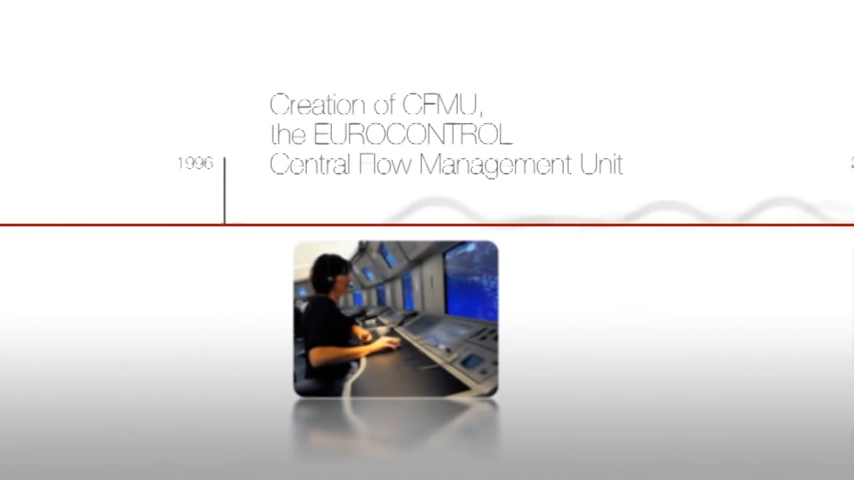 Creation of CFMU,
the EUROCONTROL
1996
Central Flow Management Unit